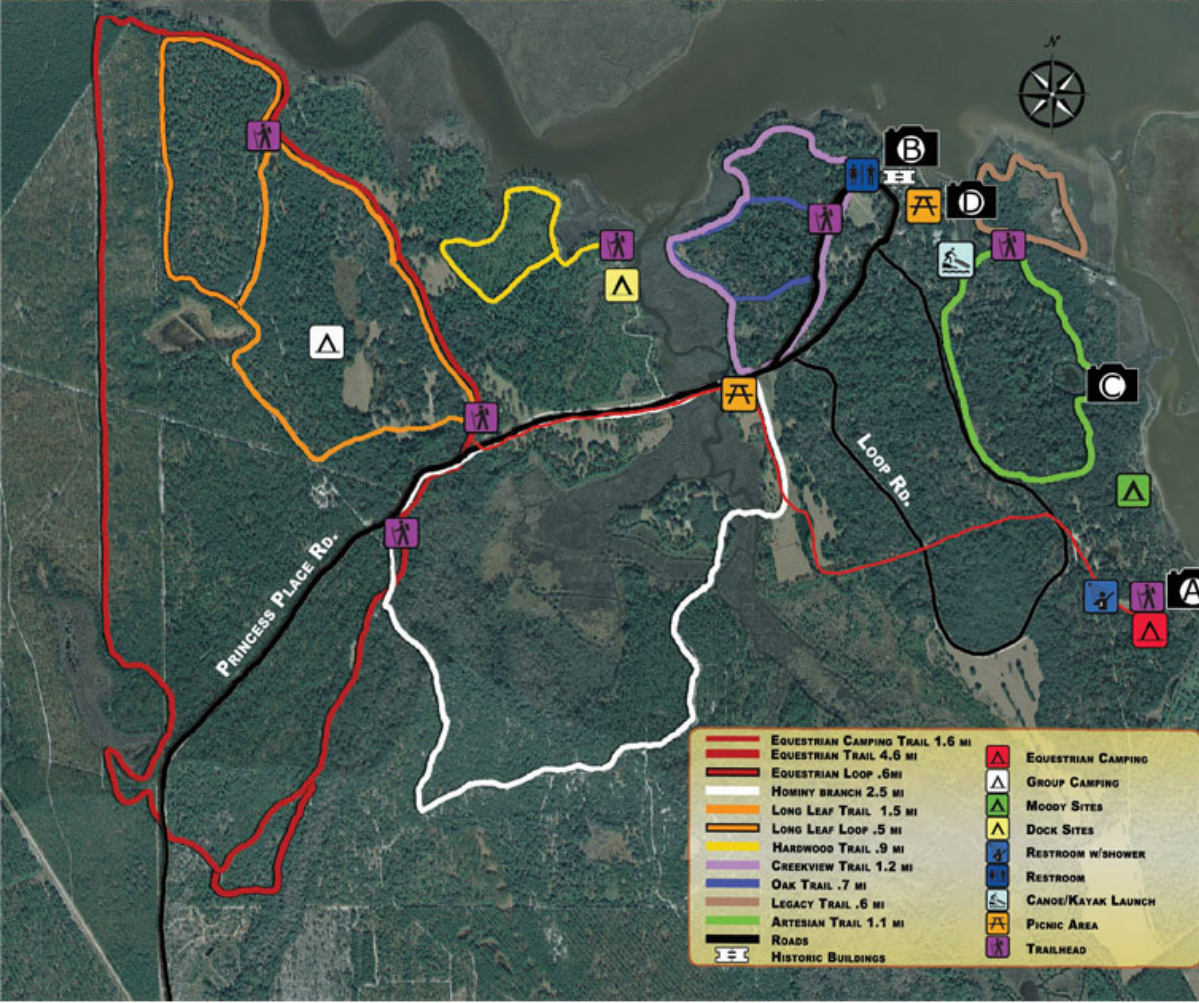 N
B
D
C
A
Loop Rd.
Princess Place Rd.
Equestrian Camping Trail 1.6 mi
Equestrian Trail 4.6 mi
Equestrian Loop .6mi
Hominy branch 2.5 mi
Long Leaf Trail 1.5 mi
Long Leaf Loop .5 mi
Hardwood Trail .9 mi
Creekview Trail 1.2 mi
Oak Trail .7 mi
Legacy Trail .6 mi
Artesian Trail 1.1 mi
Roads
Historic Buildings
Equestrian Camping
Group Camping
Moody Sites
Dock Sites
Restroom w/shower
Restroom
Canoe/Kayak Launch
Picnic Area
Trailhead